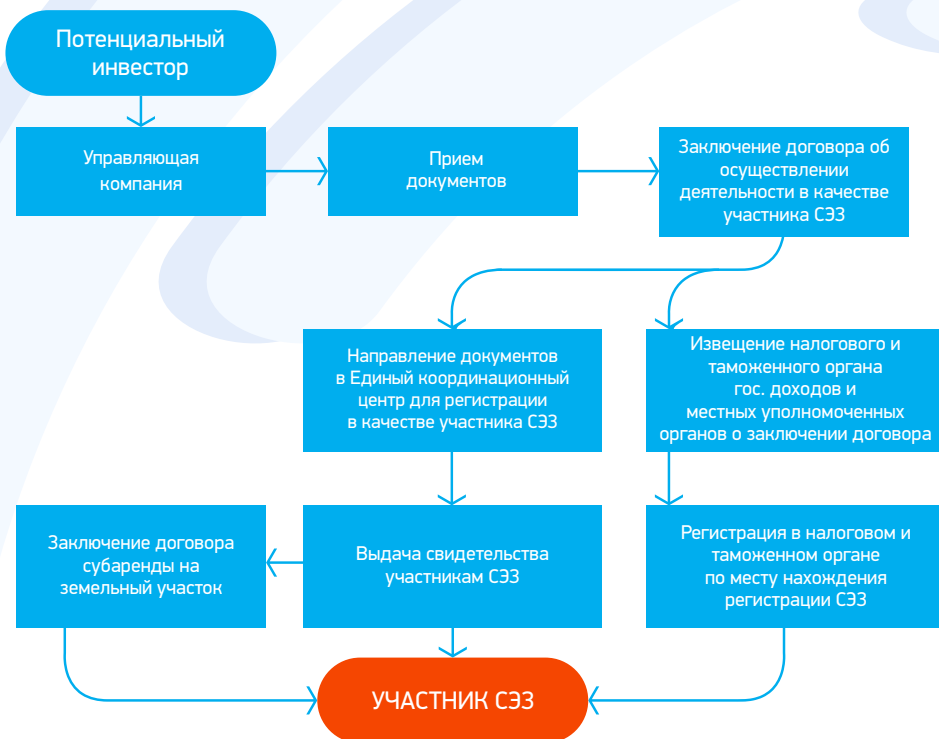 Потенциальный
инвестор
Управляющая
компания
Прием
документов
Заключение договора об
осуществлении
деятельности в качестве
участника СЭЗ
Направление документов
в Единый координационный
центр для регистрации
в качестве участника СЭЗ
Извещение налогового и
таможенного органа
гос. доходов и
местных уполномоченных
органов о заключении договора
Заключение договора
субаренды на
земельный участок
Выдача свидетельства
участникам СЭЗ
Регистрация в налоговом и
таможенном органе
по месту нахождения
регистрации СЭЗ
УЧАСТНИК СЭЗ